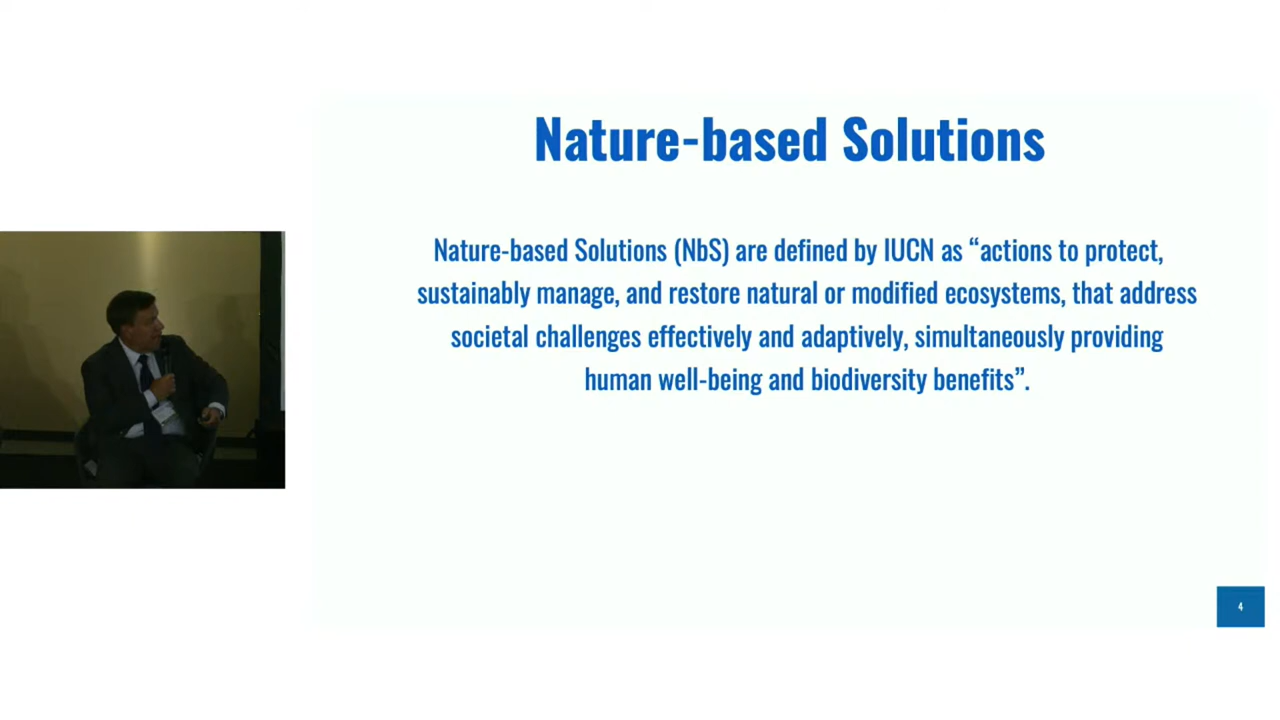 Nature-based Solutions
Nature-based Solutions (NbS) are defined by IUCN as “actions to protect,
sustainably manage, and restore natural or modified ecosystems, that address
societal challenges effectively and adaptively, simultaneously providing
human well-being and biodiversity benefits”.
4